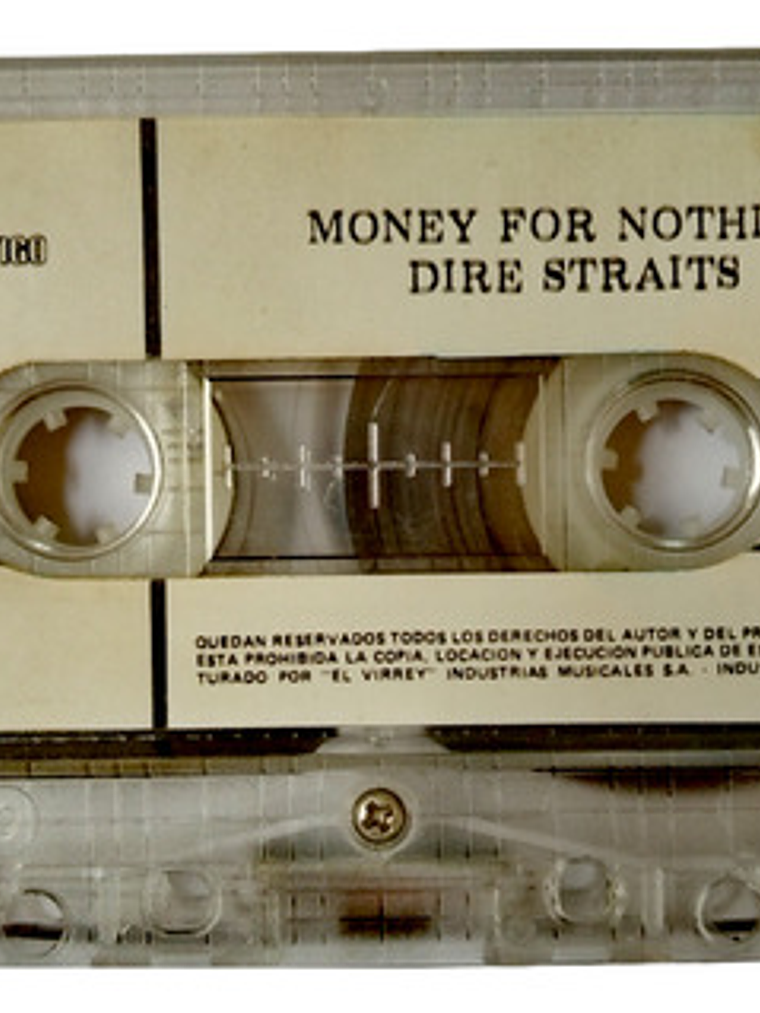 MONEY FOR NOTHI
DIRE STRAITS
QUEDAN RESERVADOS TODOS LOS DERECHOS DEL AUTOR Y DEL PR
ESTA PROHIBIDA LA COPIA, LOCACION Y EJECUCION PUBLICA DE E
TURADO POR "EL VIRREY" INDUSTRIAS MUSICALES S.A. - INDU